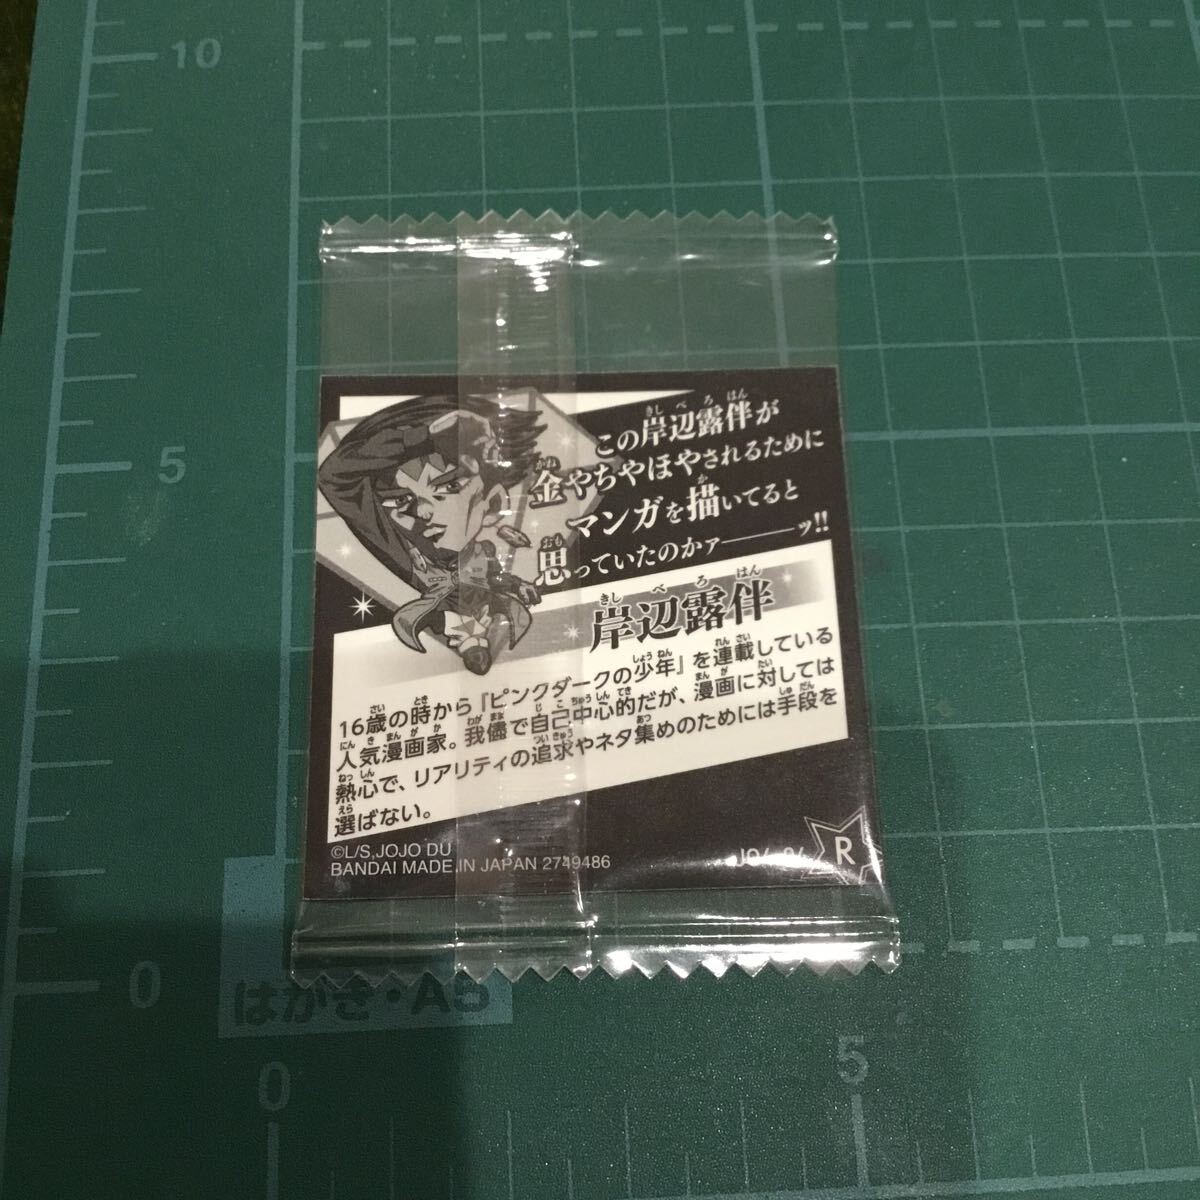 10
5
0
はがき・A5
0
5
この岸辺露伴が
金やちやほやされるために
マンガを描いてると
思っていたのかァ———ッ!!
きし べ ろ はん
岸辺露伴
16歳の時から『ピンクダークの少年』を連載している
人気漫画家。我儘で自己中心的だが、漫画に対しては
熱心で、リアリティの追求やネタ集めのためには手段を
選ばない。
©L/S,JOJO DU
BANDAI MADE IN JAPAN 2749486
R